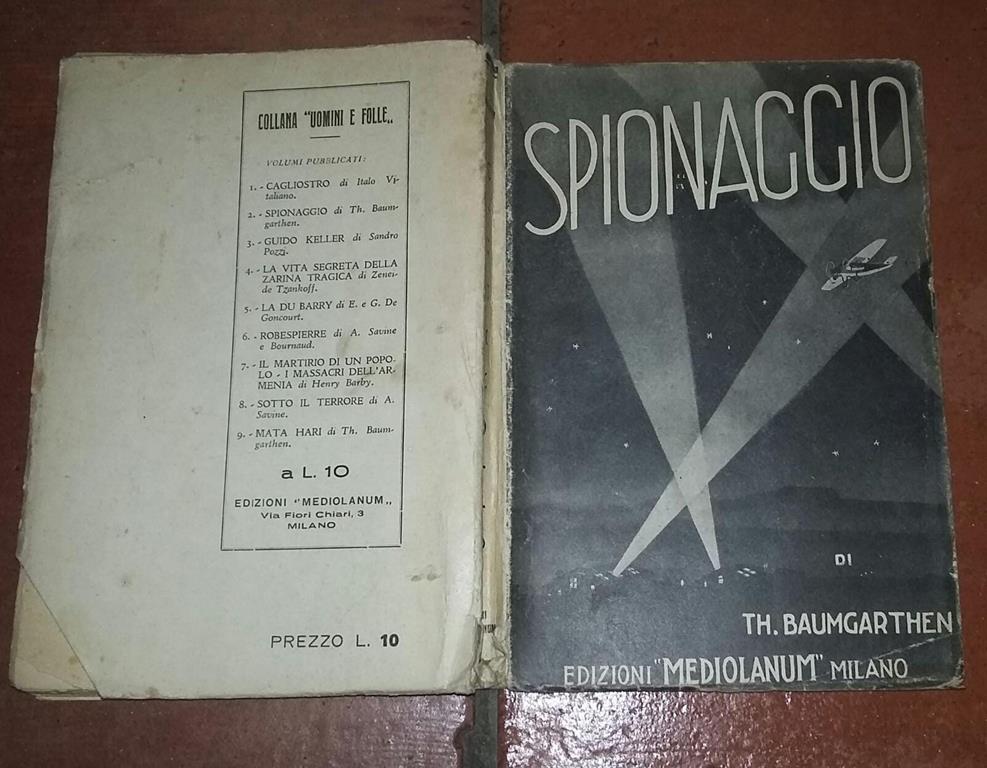 COLLANA "UOMINI E FOLLE„
VOLUMI PUBBLICATI:
1. - CAGLIOSTRO di Italo Vi-
taliano.
2. - SPIONAGGIO di Th. Baum-
garthen.
3. - GUIDO KELLER di Sandro
Pozzi.
4. - LA VITA SEGRETA DELLA
ZARINA TRAGICA di Zenei-
de Tzankoff.
5. - LA DU BARRY di E. e G. De
Goncourt.
6. - ROBESPIERRE di A. Savine
e Bournaud.
7. - IL MARTIRIO DI UN POPO-
LO - I MASSACRI DELL'AR-
MENIA di Henry Barby.
8. - SOTTO IL TERRORE di A.
Savine.
9. - MATA HARI di Th. Baum-
garthen.
a L. 10
EDIZIONI "MEDIOLANUM„
Via Fiori Chiari, 3
MILANO
PREZZO L. 10
SPIONAGGIO
DI
TH. BAUMGARTHEN
EDIZIONI "MEDIOLANUM" MILANO